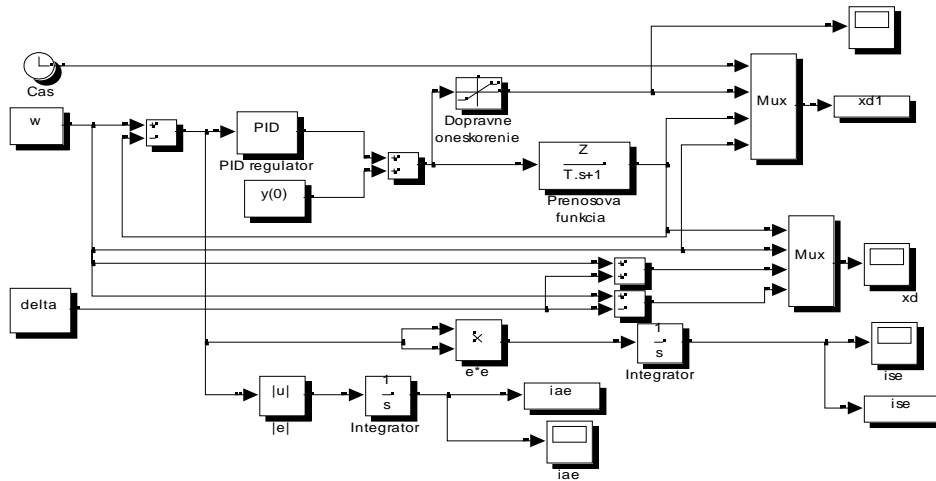 Cas
w
+
-
PID
PID regulator
y(0)
+
+
Dopravne
oneskorenie
Z
T.s+1
Prenosova
funkcia
Mux
xd1
Mux
xd
+
+
+
-
delta
×
e*e
1
s
Integrator
ise
ise
|u|
|e|
1
s
Integrator
iae
iae